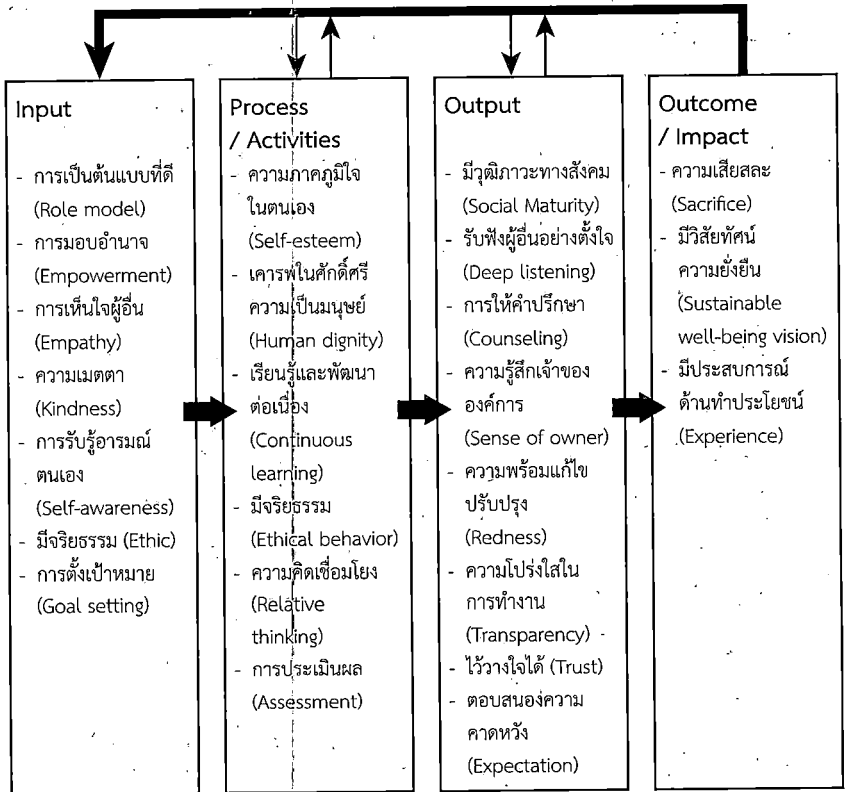 Input
- การเป็นต้นแบบที่ดี
(Role model)
- การมอบอำนาจ
(Empowerment)
- การเห็นใจผู้อื่น
(Empathy)
- ความเมตตา
(Kindness)
- การรับรู้อารมณ์
ตนเอง
(Self-awareness)
- มีจริยธรรม (Ethic)
- การตั้งเป้าหมาย
(Goal setting)
Process
/ Activities
- ความภาคภูมิใจ
ในตนเอง
(Self-esteem)
- เคารพในศักดิ์ศรี
ความเป็นมนุษย์
(Human dignity)
- เรียนรู้และพัฒนา
ต่อเนื่อง
(Continuous
learning)
- มีจริยธรรม
(Ethical behavior)
- ความคิดเชื่อมโยง
(Relative
thinking)
- การประเมินผล
(Assessment)
Output
- มีวุฒิภาวะทางสังคม
(Social Maturity)
- รับฟังผู้อื่นอย่างตั้งใจ
(Deep listening)
- การให้คำปรึกษา
(Counseling)
- ความรู้สึกเจ้าของ
องค์การ
(Sense of owner)
- ความพร้อมแก้ไข
ปรับปรุง
(Redness)
- ความโปร่งใสใน
การทำงาน
(Transparency)
- ไว้วางใจได้ (Trust)
- ตอบสนองความ
คาดหวัง
(Expectation)
Outcome
/ Impact
- ความเสียสละ
(Sacrifice)
- มีวิสัยทัศน์
ความยั่งยืน
(Sustainable
well-being vision)
- มีประสบการณ์
ด้านทำประโยชน์
(Experience)